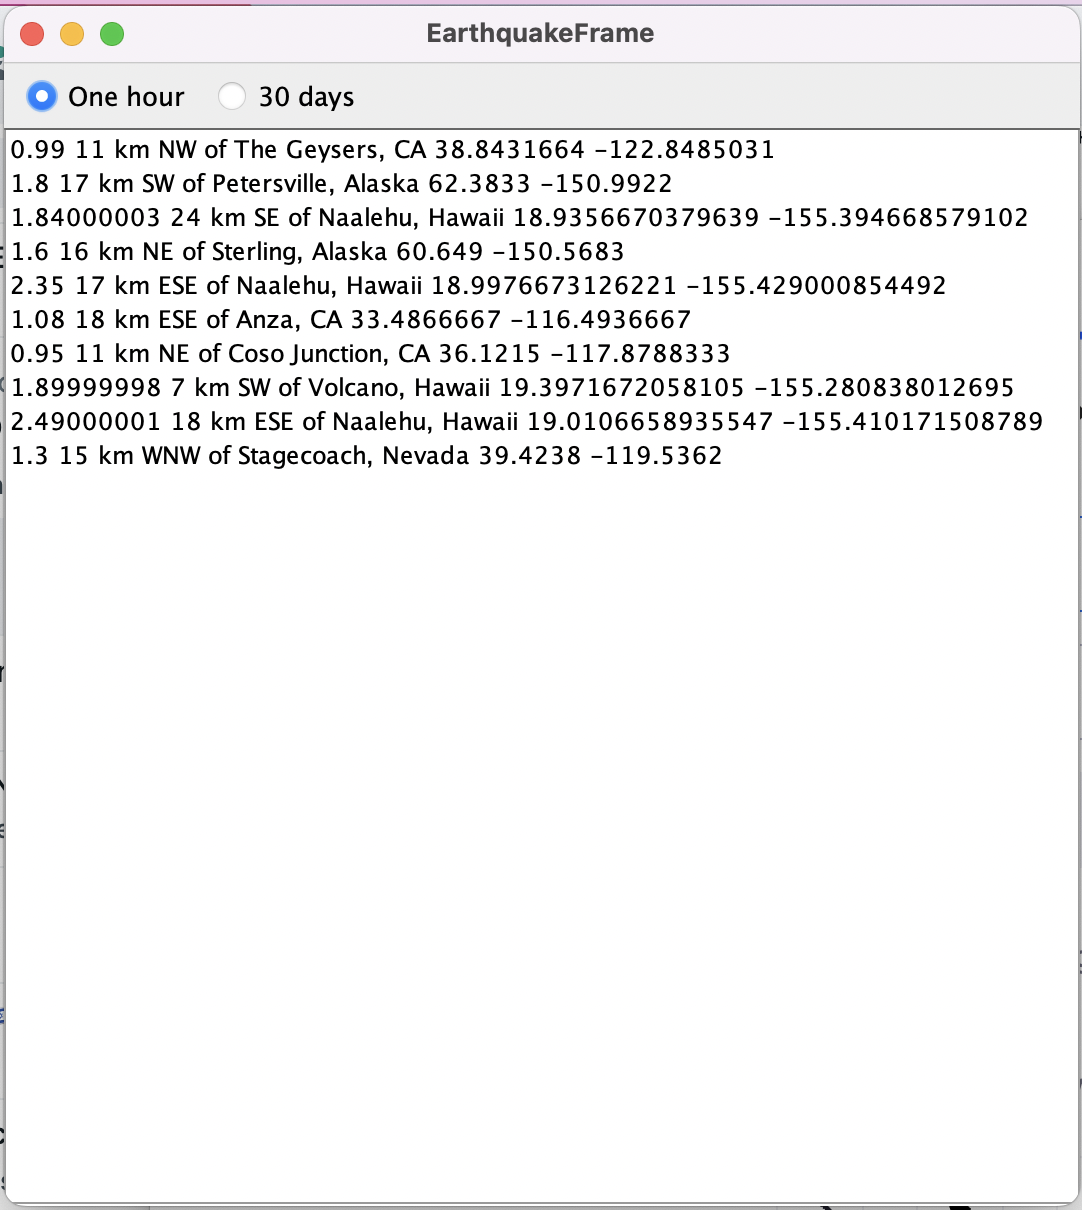 EarthquakeFrame
One hour 30 days
0.99 11 km NW of The Geysers, CA 38.8431664 -122.8485031
1.8 17 km SW of Petersville, Alaska 62.3833 -150.9922
1.84000003 24 km SE of Naalehu, Hawaii 18.9356670379639 -155.394668579102
1.6 16 km NE of Sterling, Alaska 60.649 -150.5683
2.35 17 km ESE of Naalehu, Hawaii 18.9976673126221 -155.429000854492
1.08 18 km ESE of Anza, CA 33.4866667 -116.4936667
0.95 11 km NE of Coso Junction, CA 36.1215 -117.8788333
1.89999998 7 km SW of Volcano, Hawaii 19.3971672058105 -155.280838012695
2.49000001 18 km ESE of Naalehu, Hawaii 19.0106658935547 -155.410171508789
1.3 15 km WNW of Stagecoach, Nevada 39.4238 -119.5362